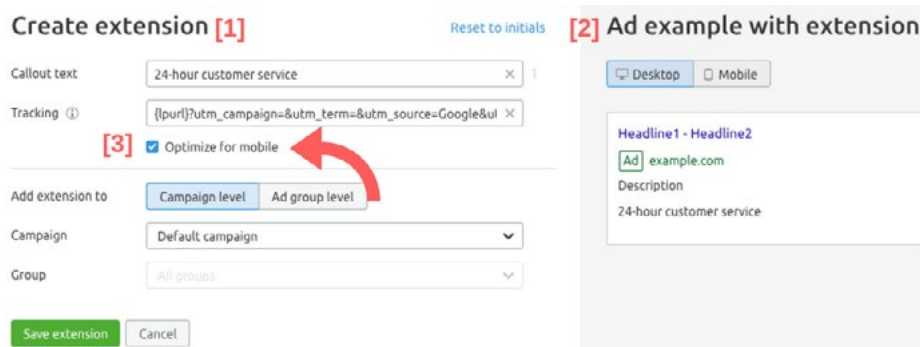 Create extension [1]
Reset to initials
[2] Ad example with extension
Callout text
24-hour customer service
1
Tracking
{lpurl}?utm_campaign=&utm_term=&utm_source=Google&ut
[3] Optimize for mobile
Add extension to
Campaign level
Ad group level
Campaign
Default campaign
Group
All groups
Save extension
Cancel
Desktop
Mobile
Headline1 - Headline2
Ad example.com
Description
24-hour customer service